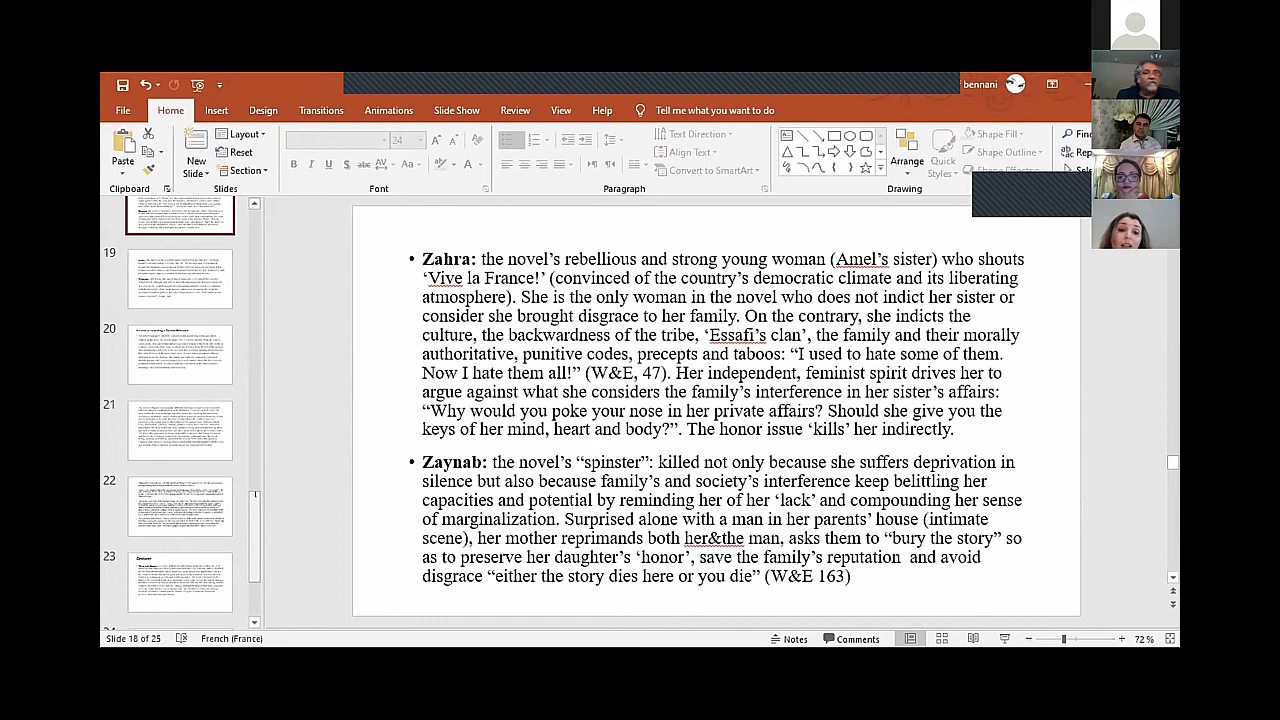 bennani
File Home Insert Design Transitions Animations Slide Show Review View Help Tell me what you want to do
Paste
New
Slide
Layout
Reset
Section
24
B I U S abc AV Aa
Text Direction
Align Text
Convert to SmartArt
Arrange
Quick
Styles
Shape Fill
Shape Outline
Clipboard Slides Font Paragraph Drawing
19
20
21
22
23
• Zahra: the novel's rebellious and strong young woman (Amel's sister) who shouts
‘Vive la France!’ (convinced of the country's democratic climate and its liberating
atmosphere). She is the only woman in the novel who does not indict her sister or
consider she brought disgrace to her family. On the contrary, she indicts the
culture, the backwardness of the tribe, ‘Essafi's clan’, the family and their morally
authoritative, punitive codes, precepts and taboos: “I used to fear some of them.
Now I hate them all!” (W&E, 47). Her independent, feminist spirit drives her to
argue against what she considers the family's interference in her sister's affairs:
“Why would you poke your nose in her private affairs? Should she give you the
keys of her mind, heart and body?”. The honor issue ‘kills’ her indirectly.
• Zaynab: the novel's “spinster”: killed not only because she suffers deprivation in
silence but also because family's and society's interference keep belittling her
capacities and potential by reminding her of her ‘lack’ and compounding her sense
of marginalization. Surprised alone with a man in her parents' house (intimate
scene), her mother reprimands both her&the man, asks them to “bury the story” so
as to preserve her daughter's ‘honor’, save the family's reputation and avoid
disgrace “either the story dies here or you die” (W&E 163)
Slide 18 of 25 French (France) Notes Comments 72 %